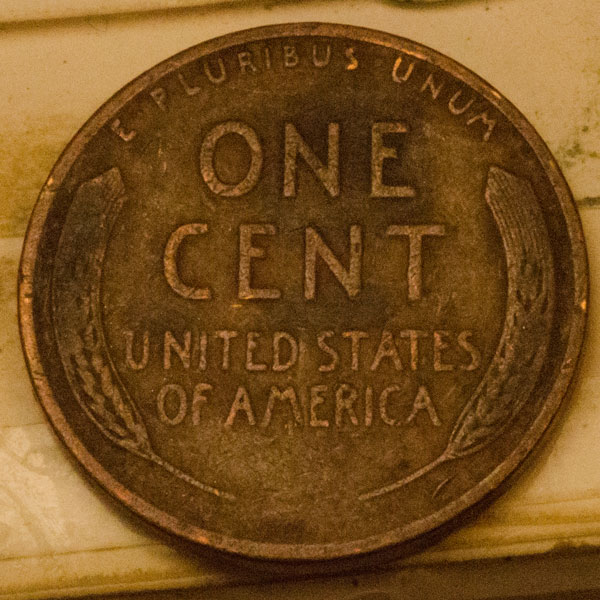 E PLURIBUS UNUM
ONE
CENT
UNITED STATES
OF AMERICA